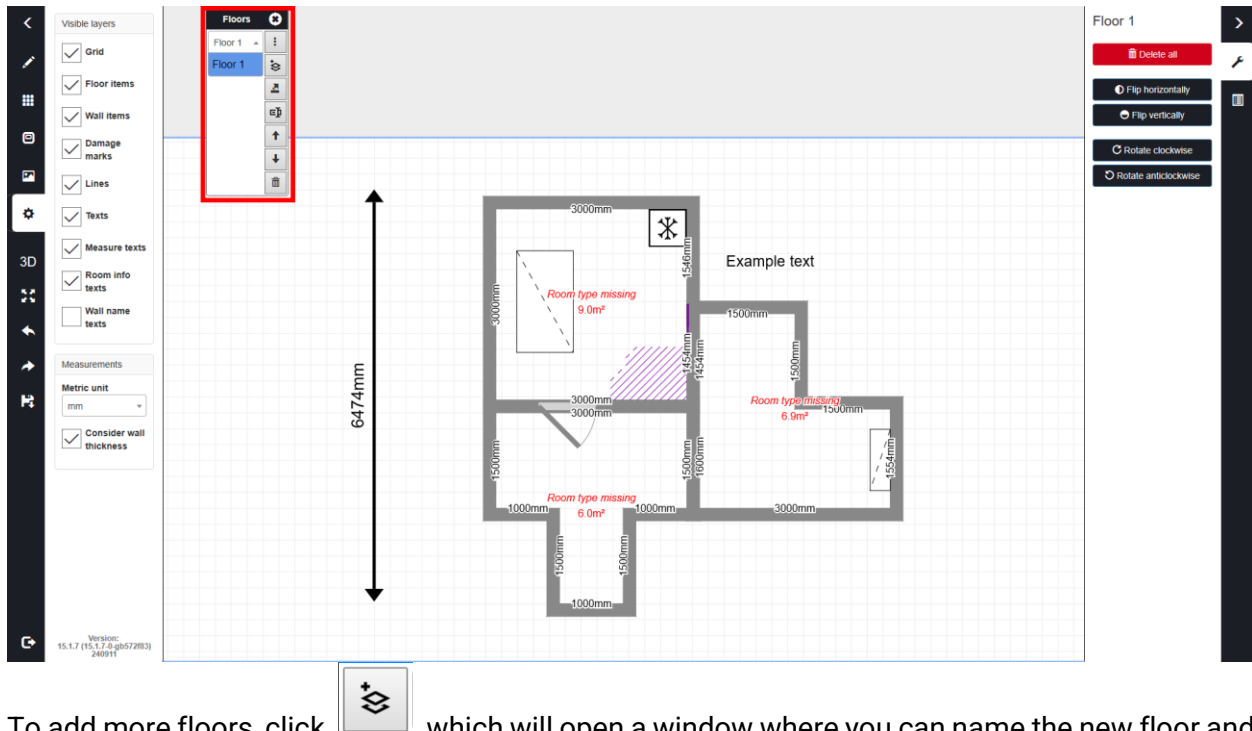 Visible layers
Grid
Floor items
Wall items
Damage
marks
Lines
Texts
Measure texts
Room info
texts
Wall name
texts
Measurements
Metric unit
mm
Consider wall
thickness
3D
Version:
15.1.7 (15.1.7-0-gb572f83)
240911
Floors
Floor 1
Floor 1
3000mm
1546mm
Example text
3000mm
Room type missing
9.0m²
1500mm
1454mm
1454mm
1500mm
6474mm
3000mm
3000mm
Room type missing
6.9m²
1500mm
1500mm
1500mm
1600mm
1554mm
Room type missing
6.0m²
1000mm
1000mm
3000mm
1500mm
1500mm
1000mm
Floor 1
Delete all
Flip horizontally
Flip vertically
Rotate clockwise
Rotate anticlockwise
To add more floors, click , which will open a window where you can name the new floor and